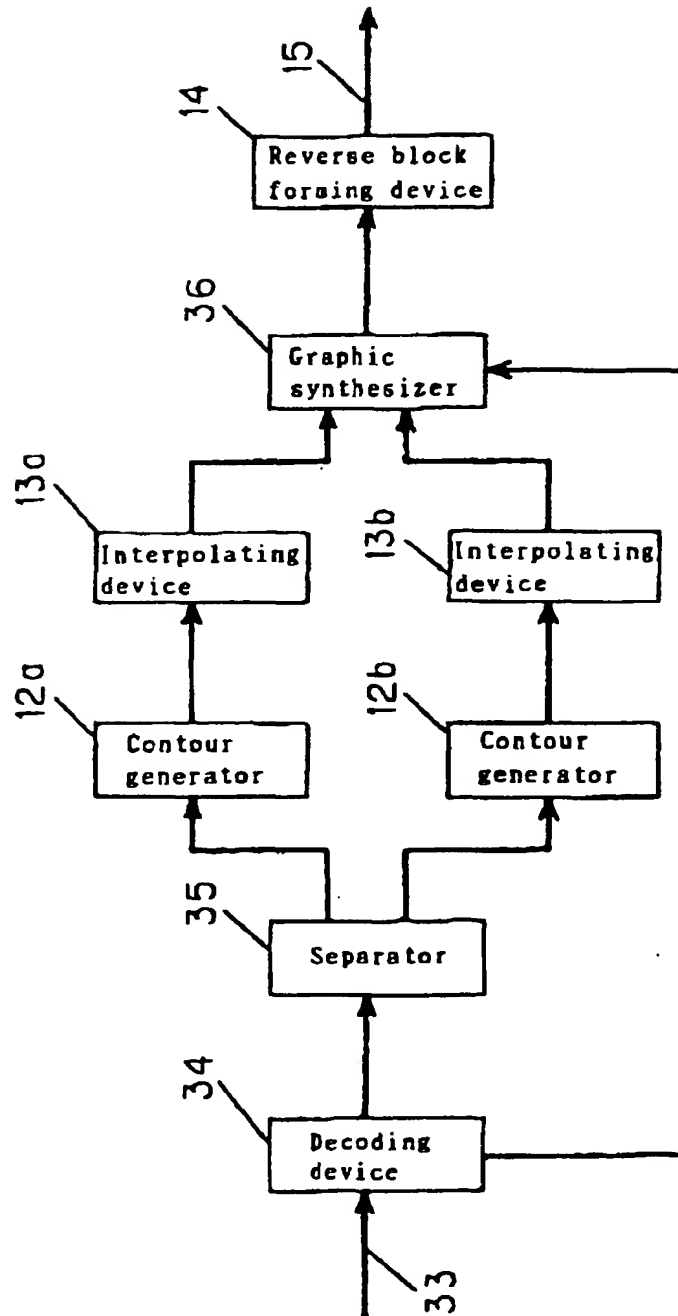 15
14
Reverse block
forming device
36
Graphic
synthesizer
13a
Interpolating
device
13b
Interpolating
device
12a
Contour
generator
12b
Contour
generator
35
Separator
34
Decoding
device
33